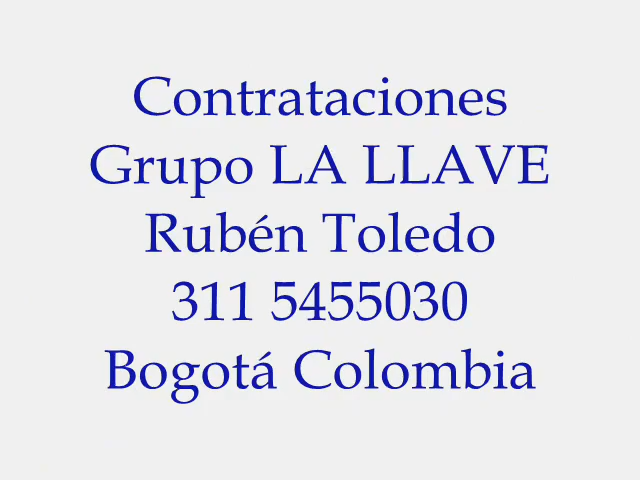 Contrataciones
Grupo LA LLAVE
Rubén Toledo
311 5455030
Bogotá Colombia